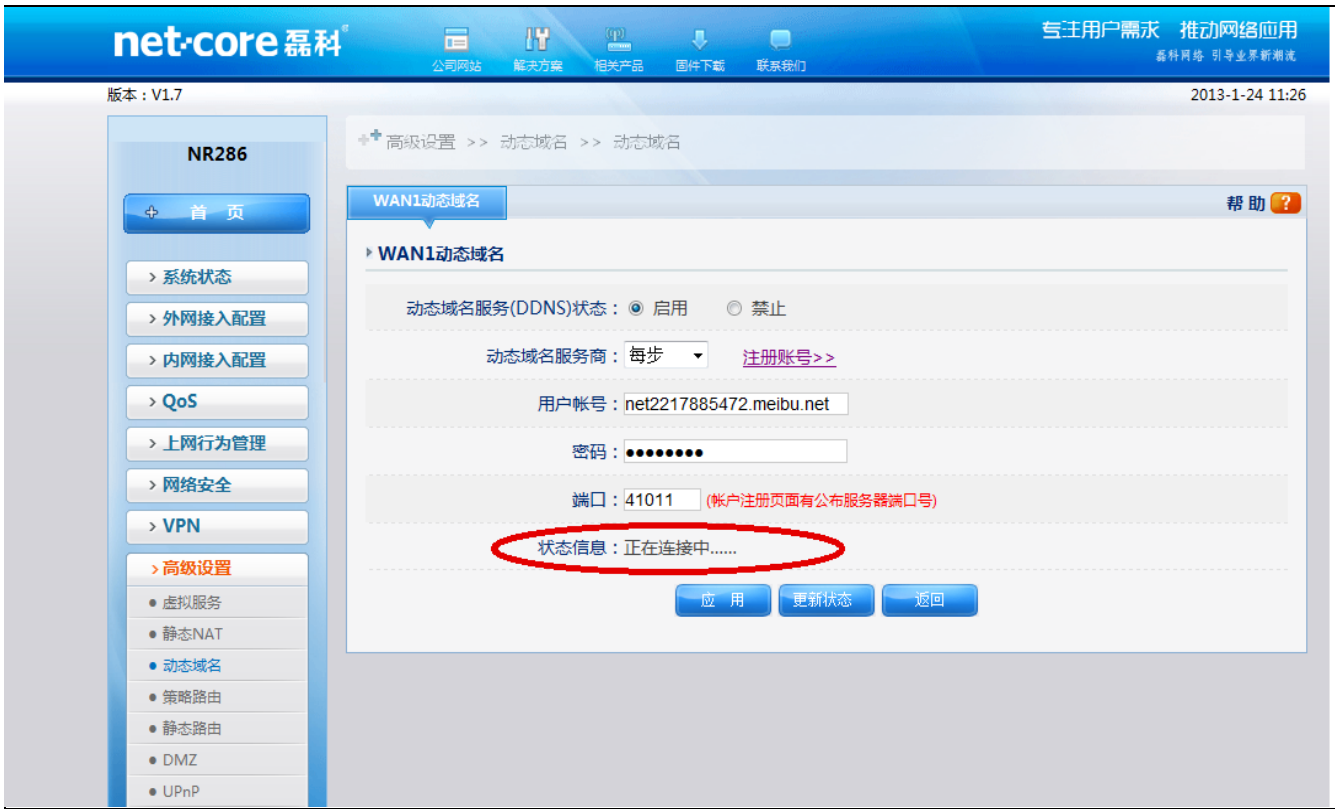 net·core磊科
公司网站 解决方案 相关产品 固件下载 联系我们
专注用户需求 推动网络应用
磊科网络 引导业界新潮流
版本：V1.7
2013-1-24 11:26
NR286
首 页
系统状态
外网接入配置
内网接入配置
QoS
上网行为管理
网络安全
VPN
高级设置
虚拟服务
静态NAT
动态域名
策略路由
静态路由
DMZ
UPnP
高级设置 >> 动态域名 >> 动态域名
WAN1动态域名
帮助 ?
WAN1动态域名
动态域名服务(DDNS)状态： 启用 禁止
动态域名服务商：每步 注册账号>>
用户帐号：net2217885472.meibu.net
密码：●●●●●●●●
端口：41011 (帐户注册页面有公布服务器端口号)
状态信息：正在连接中......
应 用 更新状态 返回